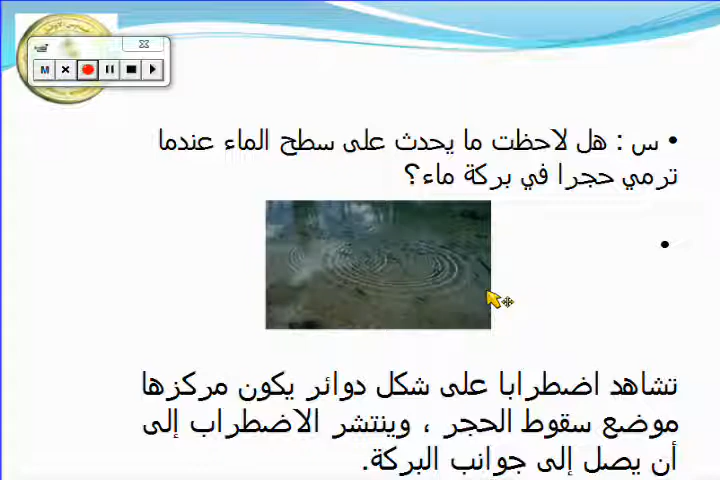 M
• س : هل لاحظت ما يحدث على سطح الماء عندما
ترمي حجرا في بركة ماء؟
•
تشاهد اضطرابا على شكل دوائر يكون مركزها
موضع سقوط الحجر ، وينتشر الاضطراب إلى
أن يصل إلى جوانب البركة.